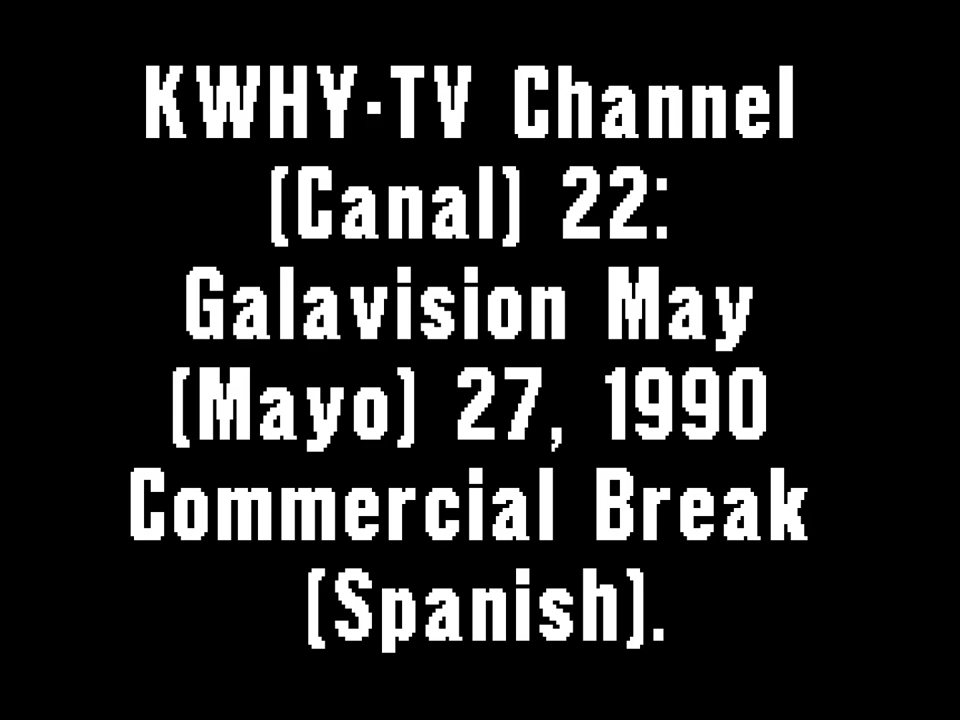 KWHY-TV Channel
(Canal) 22:
Galavision May
(Mayo) 27, 1990
Commercial Break
(Spanish).